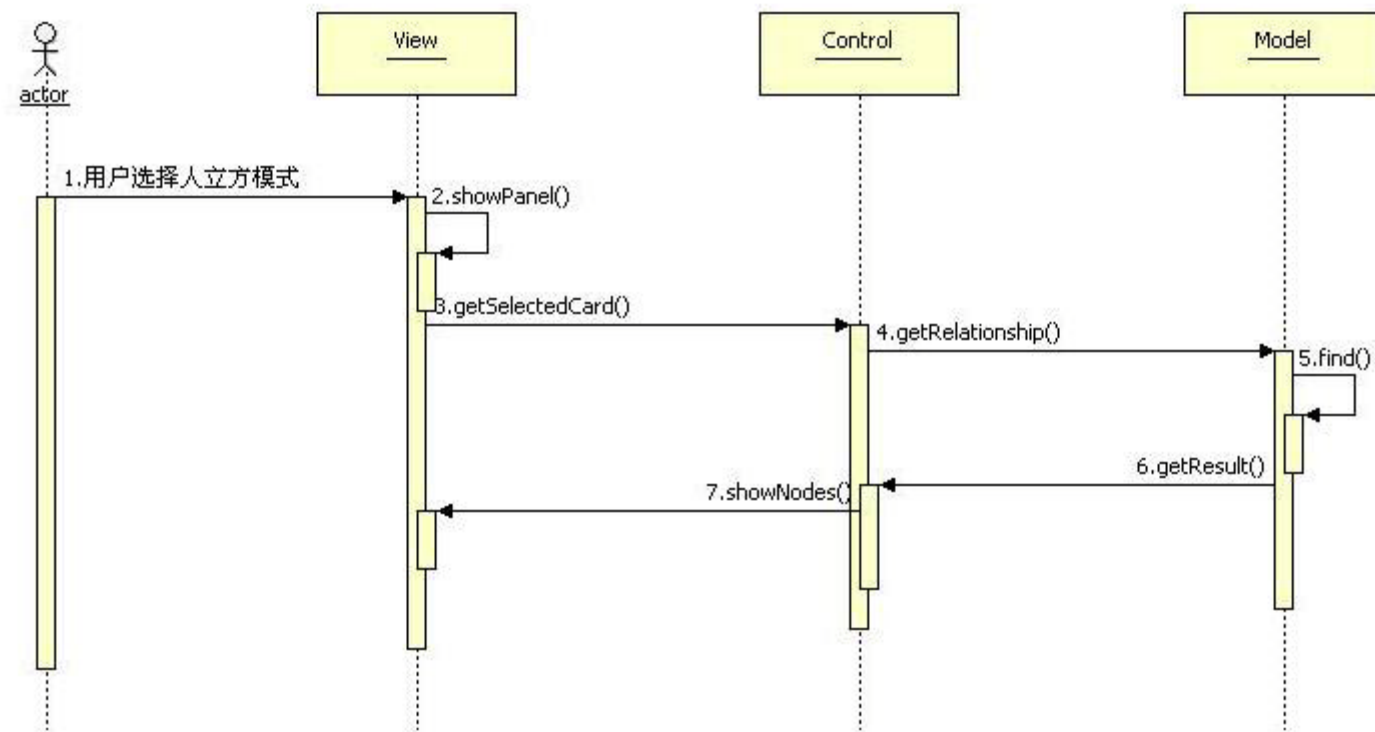 View
Control
Model
actor
1.用户选择人立方模式
2.showPanel()
3.getSelectedCard()
4.getRelationship()
5.find()
6.getResult()
7.showNodes()